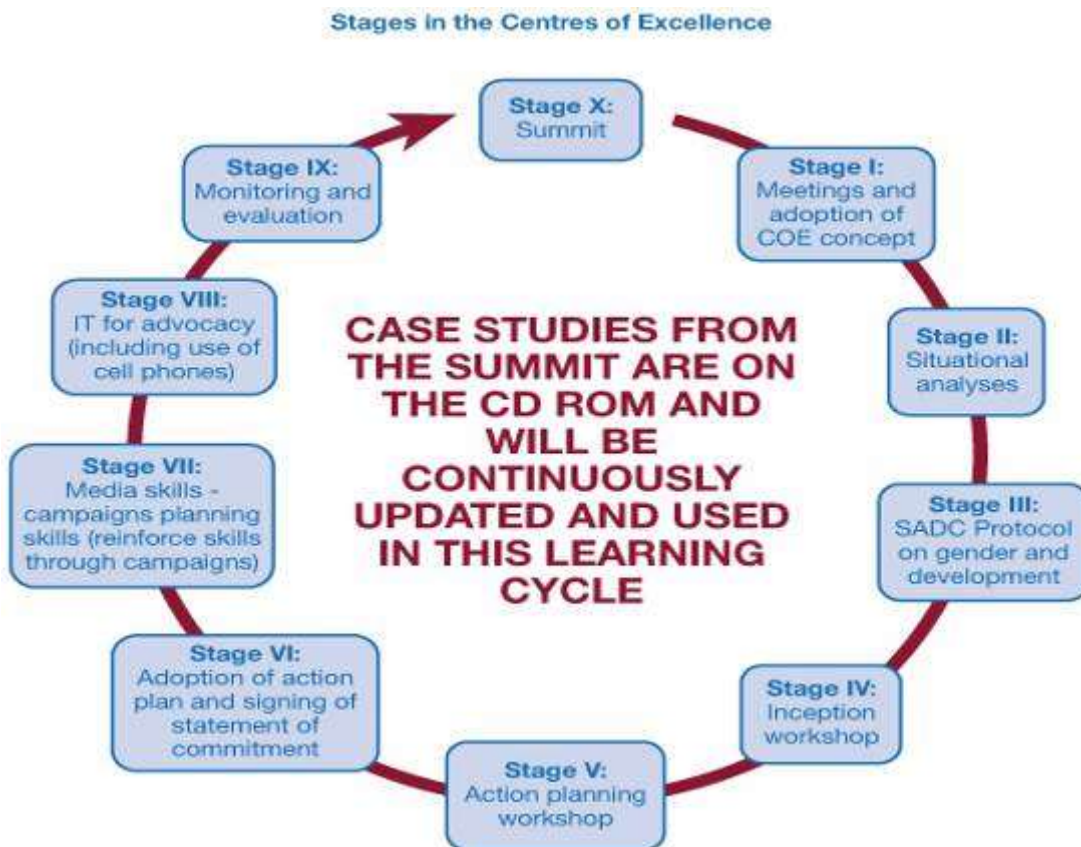 Stages in the Centres of Excellence
Stage X:
Summit
Stage I:
Meetings and
adoption of
COE concept
Stage II:
Situational
analyses
Stage III:
SADC Protocol
on gender and
development
Stage IV:
Inception
workshop
Stage V:
Action planning
workshop
Stage VI:
Adoption of action
plan and signing of
statement of
commitment
Stage VII:
Media skills -
campaigns planning
skills (reinforce skills
through campaigns)
Stage VIII:
IT for advocacy
(including use of
cell phones)
Stage IX:
Monitoring and
evaluation
CASE STUDIES FROM
THE SUMMIT ARE ON
THE CD ROM AND
WILL BE
CONTINUOUSLY
UPDATED AND USED
IN THIS LEARNING
CYCLE